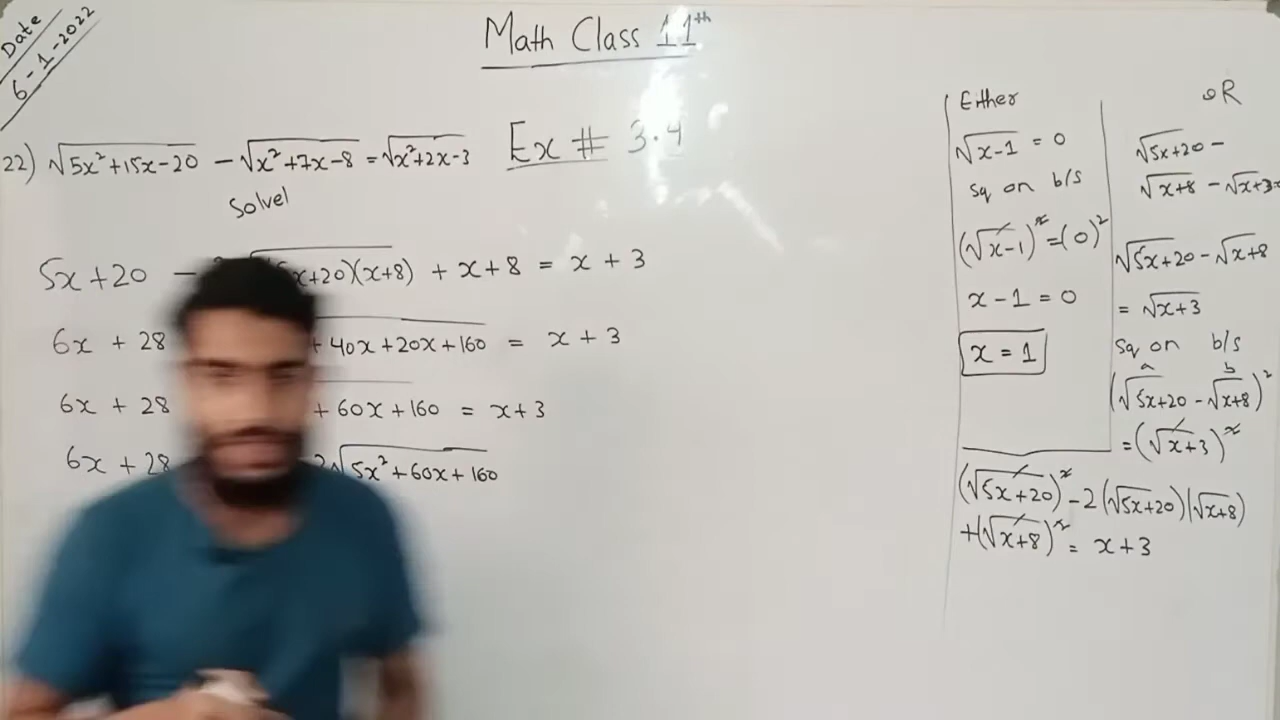 Date
6-1-2022
Math Class 11th
Ex # 3.4
22) √(5x²+15x-20) - √(x²+7x-8) = √(x²+2x-3)
Solve
5x+20 - x+20)(x+8) + x+8 = x+3
6x + 28 + 40x+20x+160 = x+3
6x + 28 + 60x+160 = x+3
6x + 28 2√(5x²+60x+160)
Either
√(x-1) = 0
Sq on b/s
(√(x-1))² = (0)²
x-1 = 0
x = 1
OR
√(5x+20) -
√(x+8) - √(x+3)
√(5x+20) - √(x+8)
= √(x+3)
Sq on b/s
a b
(√(5x+20) - √(x+8))²
= (√(x+3))²
(√(5x+20))² - 2(√(5x+20))(√(x+8))
+(√(x+8))² = x+3